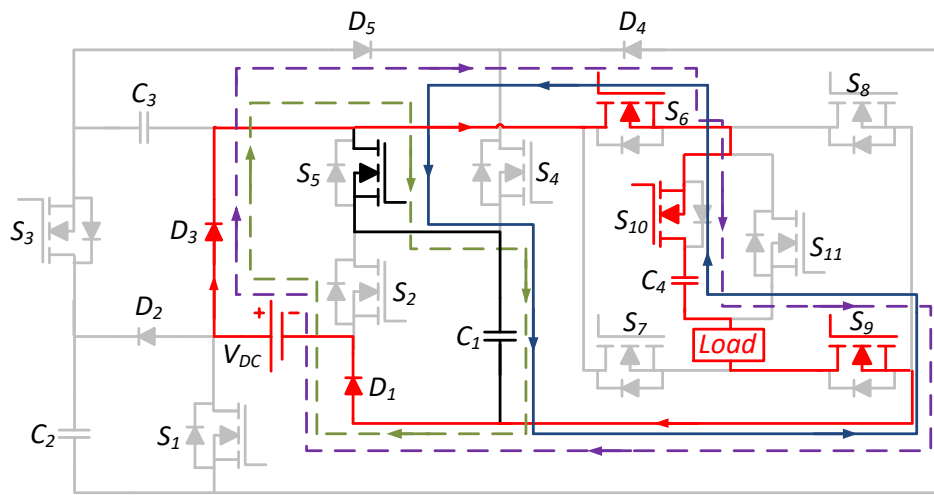 D5
D4
C3
S8
S6
S5
S4
S10
S3
D3
S11
C4
S2
D2
+ -
S7
S9
C1
VDC
Load
D1
C2
S1